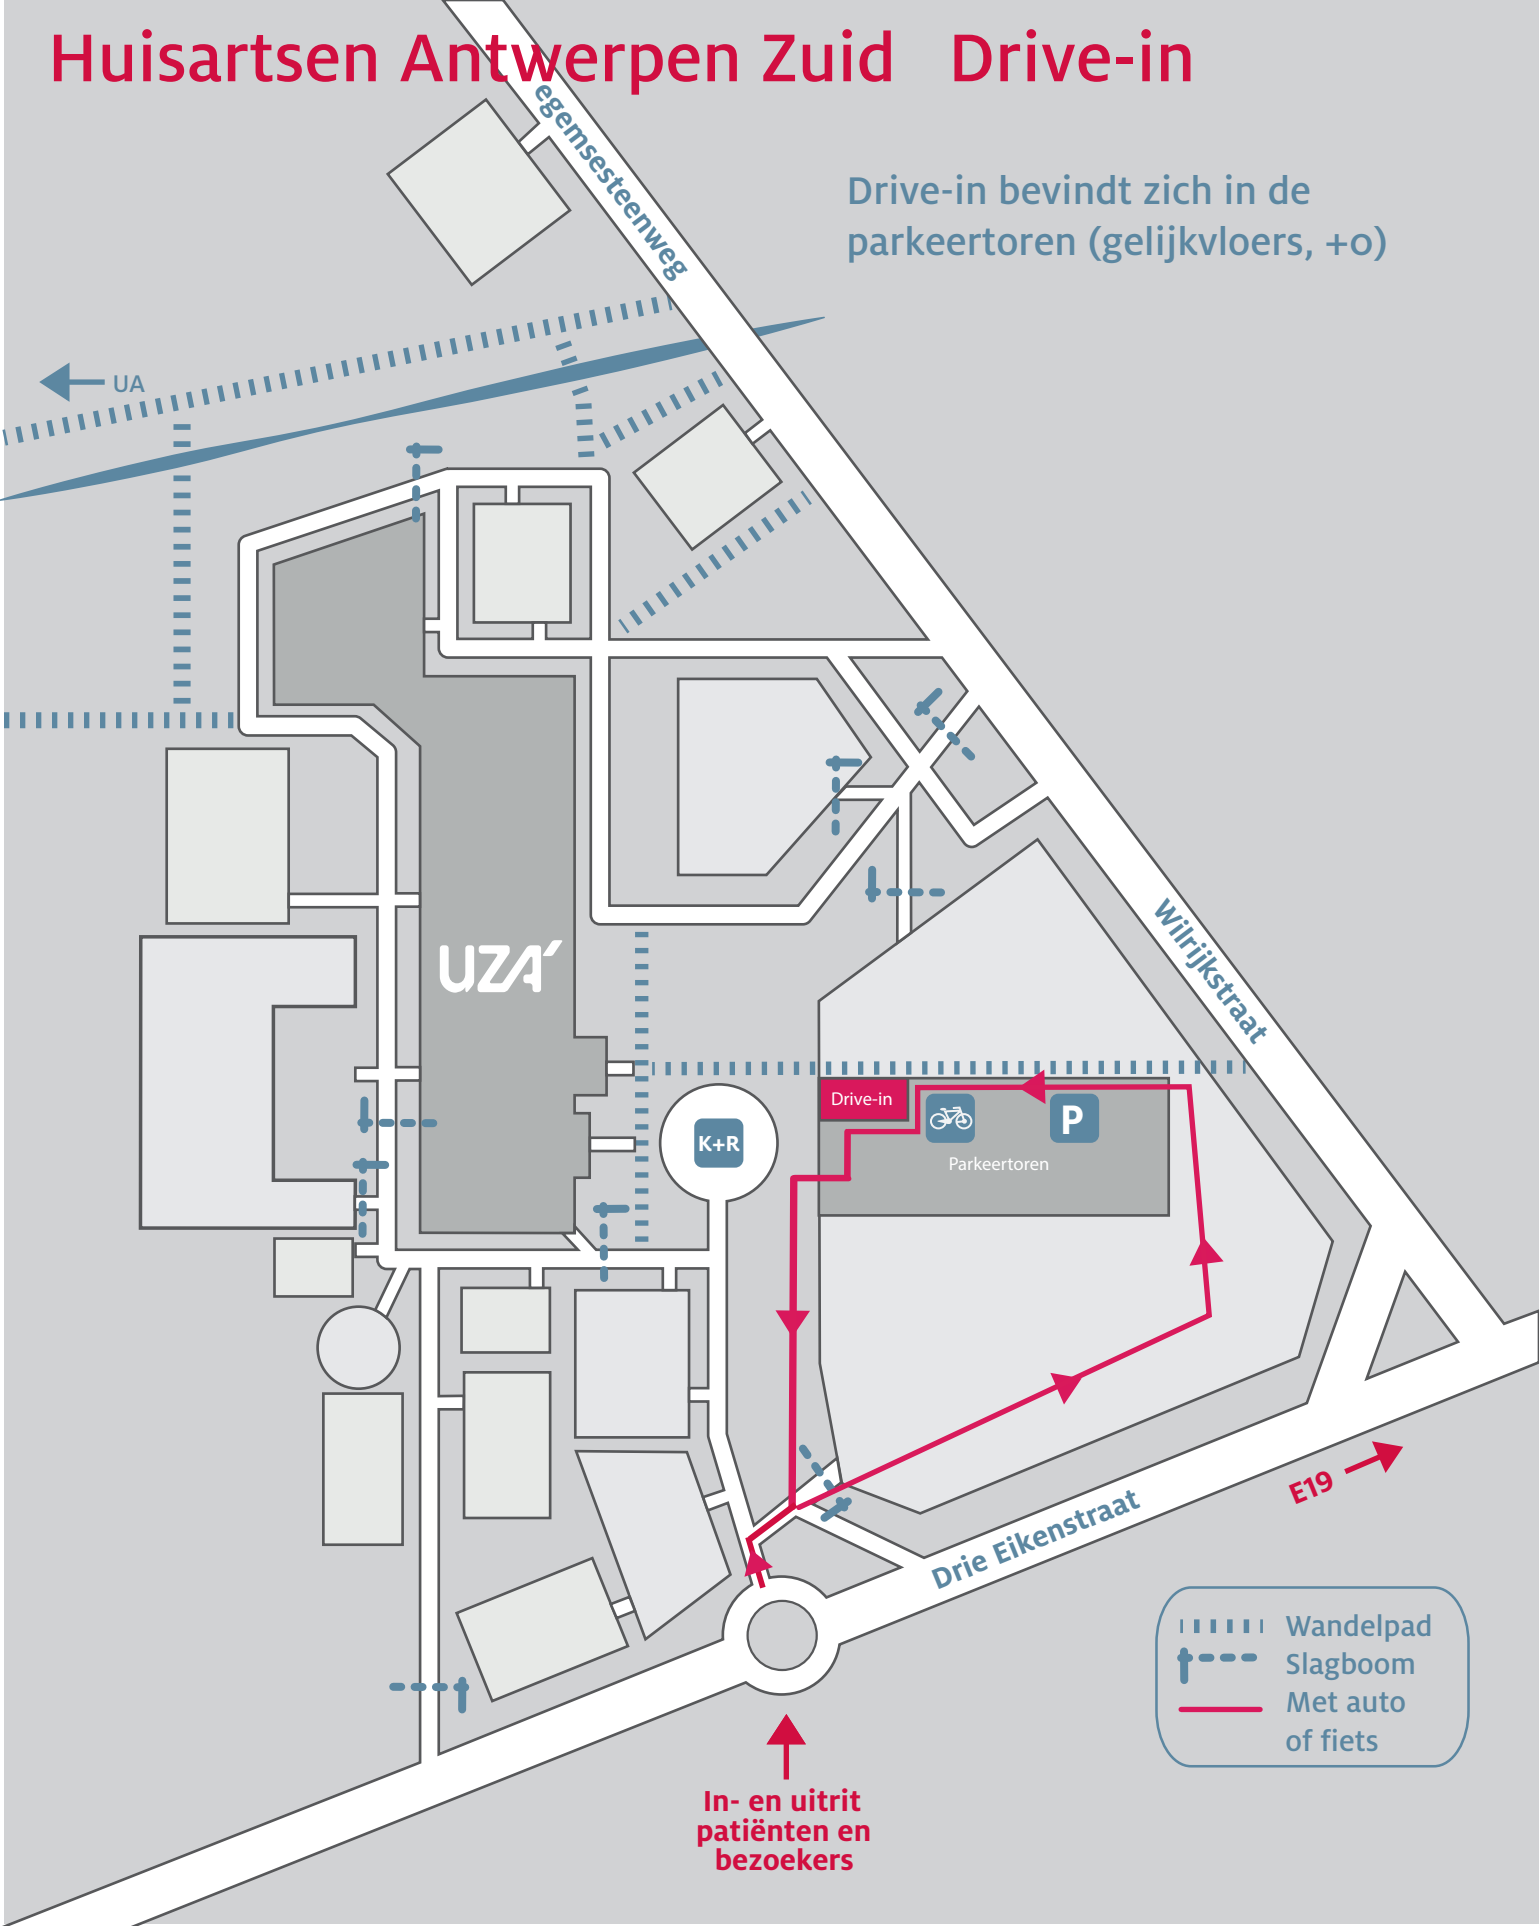 Huisartsen Antwerpen Zuid Drive-in
egemsesteenweg
Drive-in bevindt zich in de
parkeertoren (gelijkvloers, +0)
UA
UZA
Wilrijkstraat
Drive-in
P
K+R
Parkeertoren
E19
Drie Eikenstraat
Wandelpad
Slagboom
Met auto
of fiets
In- en uitrit
patiënten en
bezoekers